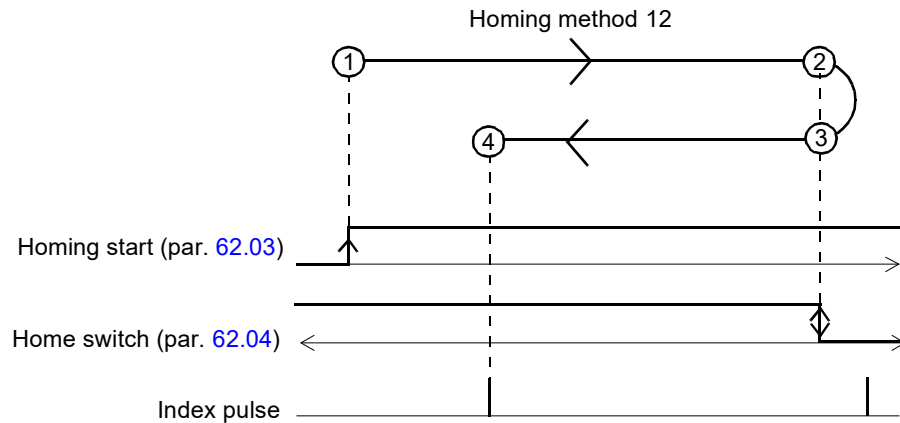 Homing method 12
1
2
4
3
Homing start (par. 62.03)
Home switch (par. 62.04)
Index pulse